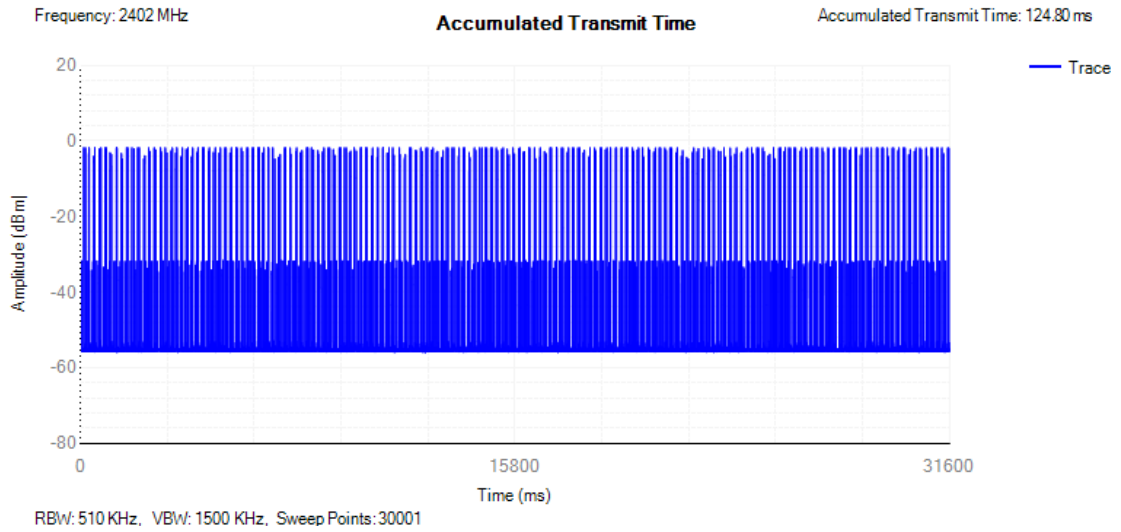 Frequency: 2402 MHz
Accumulated Transmit Time
Accumulated Transmit Time: 124.80 ms
Trace
20
0
-20
-40
-60
-80
Amplitude (dBm)
0 15800 31600
Time (ms)
RBW: 510 KHz, VBW: 1500 KHz, Sweep Points: 30001